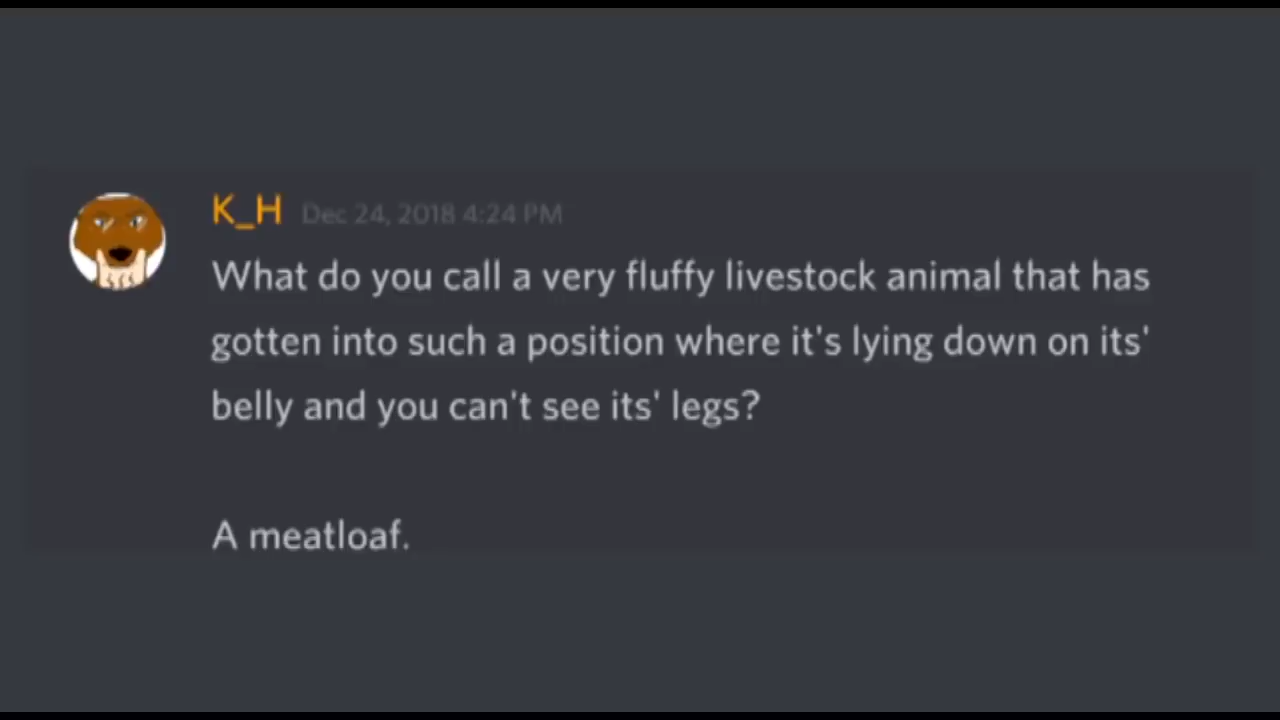 K_H Dec 24, 2018 4:24 PM
What do you call a very fluffy livestock animal that has
gotten into such a position where it's lying down on its'
belly and you can't see its' legs?
A meatloaf.